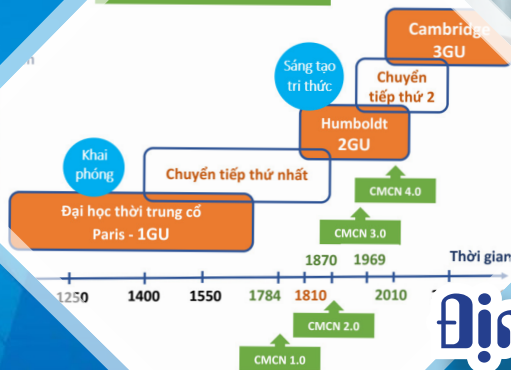 Cambridge
3GU
Sáng tạo
tri thức
Chuyển
tiếp thứ 2
Humboldt
2GU
Khai
phóng
Chuyển tiếp thứ nhất
CMCN 4.0
Đại học thời trung cổ
Paris - 1GU
CMCN 3.0
1870 1969
Thời gian
1250 1400 1550 1784 1810 2010
CMCN 2.0
CMCN 1.0